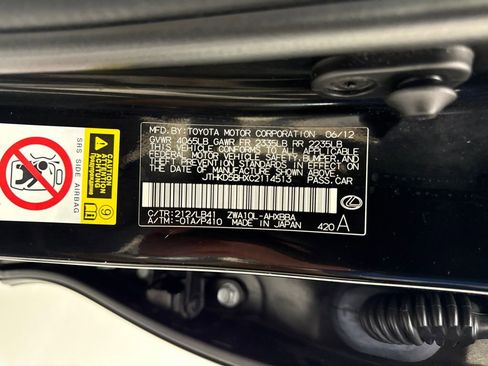 MFD.BY:TOYOTA MOTOR CORPORATION 06/12
GVWR 4065LB GAWR FR 2335LB RR 2235LB
THIS VEHICLE CONFORMS TO ALL APPLICABLE
FEDERAL MOTOR VEHICLE SAFETY, BUMPER, AND
THEFT PREVENTION STANDARDS IN EFFECT ON
THE DATE OF MANUFACTURE SHOWN ABOVE.
PASS.CAR
C/TR:212/LB41 ZWA10L-AHXBBA
A/TM:-01A/P410 MADE IN JAPAN 420 A
SRS SIDE AIRBAG
9